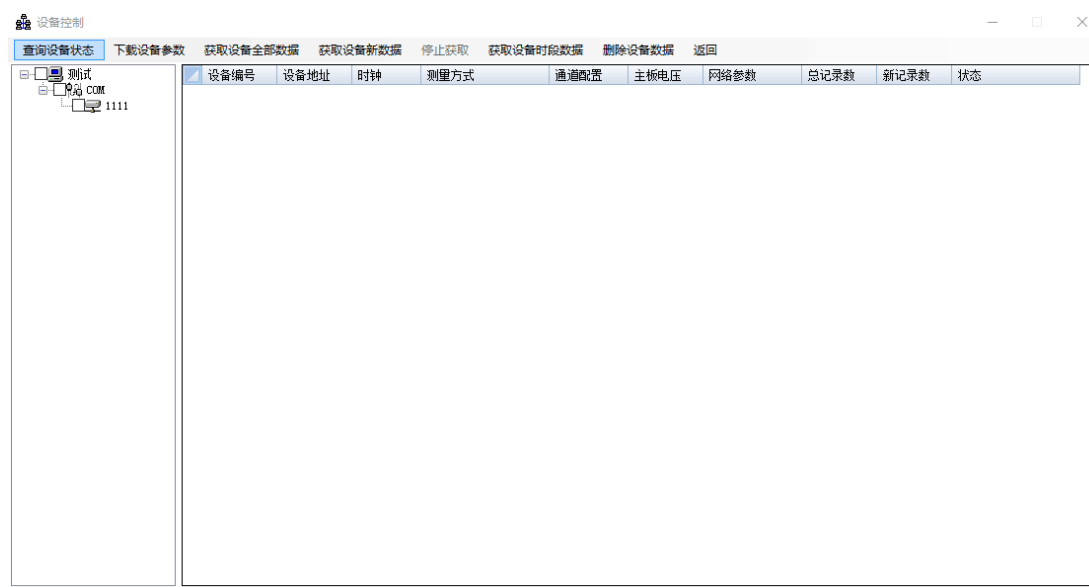 设备控制
查询设备状态 下载设备参数 获取设备全部数据 获取设备新数据 停止获取 获取设备时段数据 删除设备数据 返回
测试
COM
1111
设备编号 设备地址 时钟 测里方式 通道配置 主板电压 网络参数 总记录数 新记录数 状态